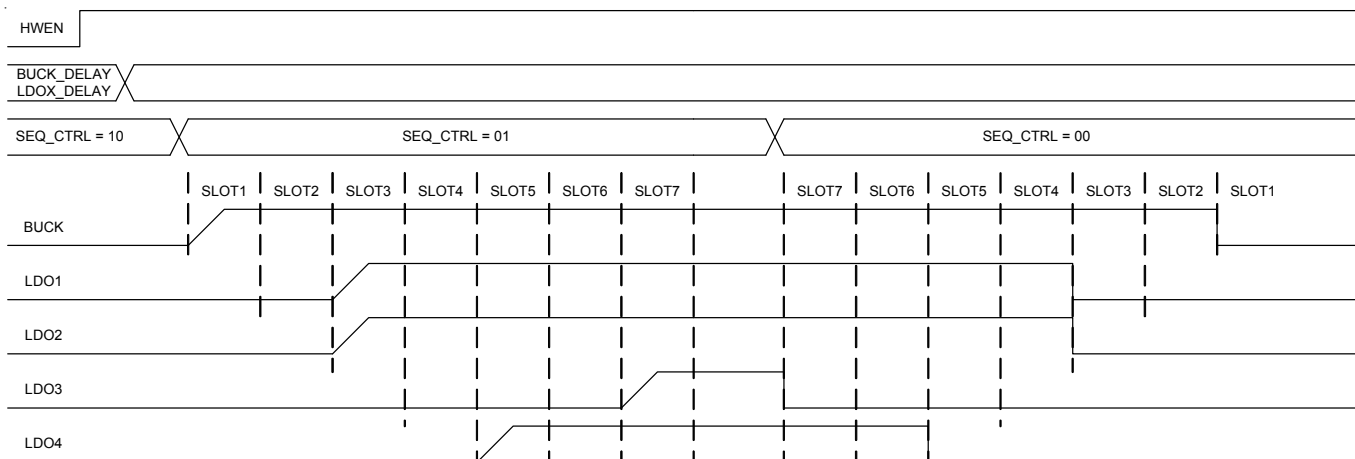 HWEN
BUCK_DELAY
LDOX_DELAY
SEQ_CTRL = 10 SEQ_CTRL = 01 SEQ_CTRL = 00
SLOT1 SLOT2 SLOT3 SLOT4 SLOT5 SLOT6 SLOT7 SLOT7 SLOT6 SLOT5 SLOT4 SLOT3 SLOT2 SLOT1
BUCK
LDO1
LDO2
LDO3
LDO4